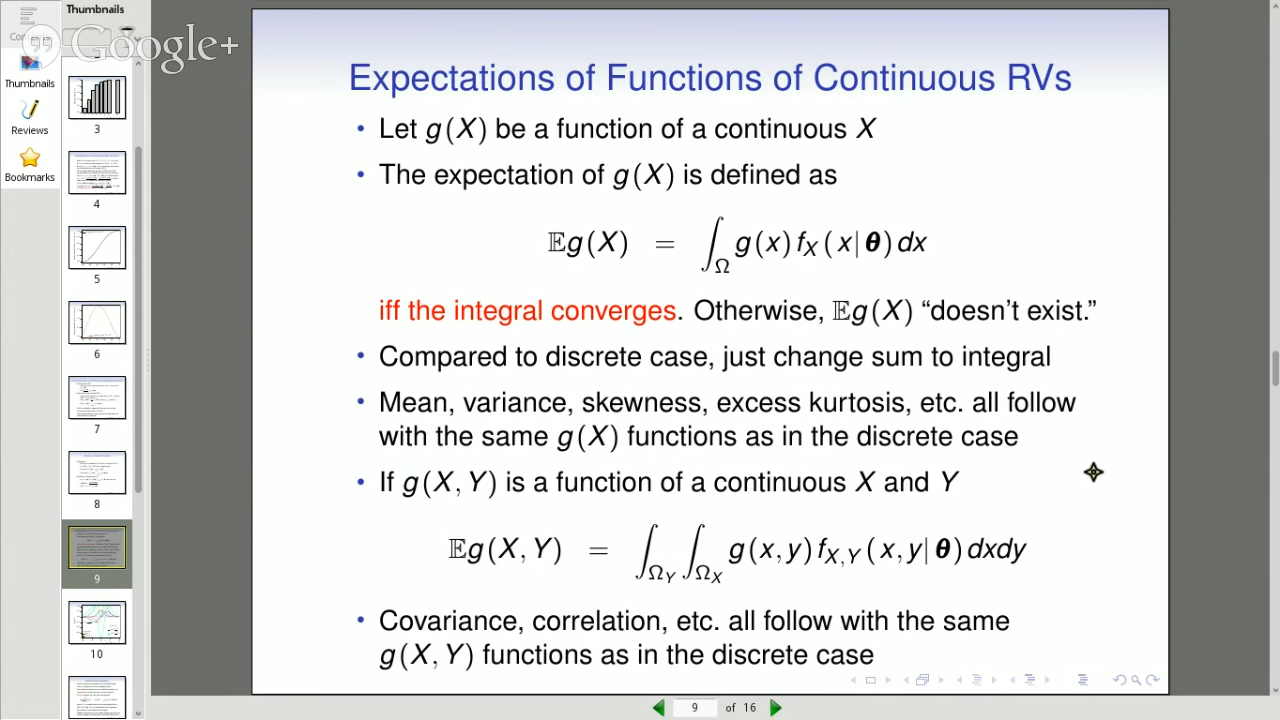 Thumbnails
Google+
Thumbnails
Reviews
Bookmarks
3
4
5
6
7
8
9
10
Expectations of Functions of Continuous RVs
• Let g(X) be a function of a continuous X
• The expectation of g(X) is defined as
𝔼g(X) = ∫_Ω g(x) f_X(x|θ) dx
iff the integral converges. Otherwise, 𝔼g(X) “doesn’t exist.”
• Compared to discrete case, just change sum to integral
• Mean, variance, skewness, excess kurtosis, etc. all follow
with the same g(X) functions as in the discrete case
• If g(X, Y) is a function of a continuous X and Y
𝔼g(X, Y) = ∫_{Ω_Y} ∫_{Ω_X} g(x, y) f_{X,Y}(x, y|θ) dxdy
• Covariance, correlation, etc. all follow with the same
g(X, Y) functions as in the discrete case
9 of 16